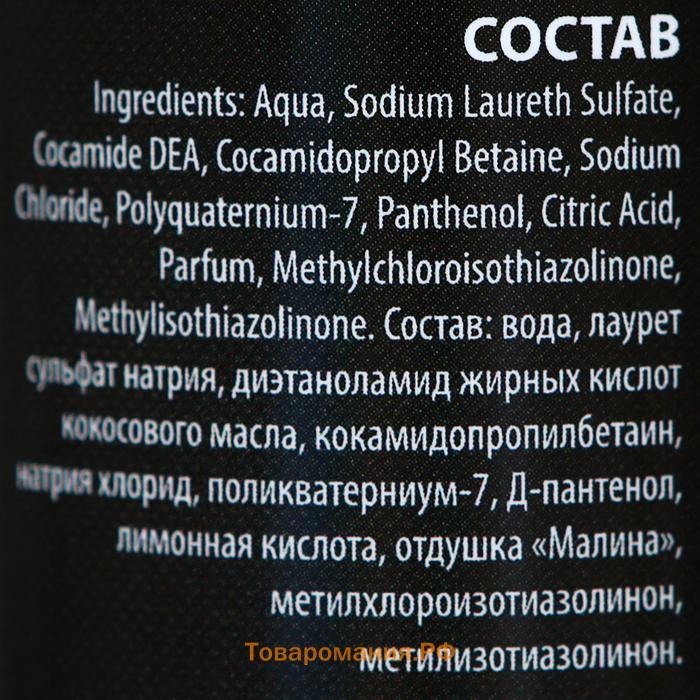 СОСТАВ
Ingredients: Aqua, Sodium Laureth Sulfate,
Cocamide DEA, Cocamidopropyl Betaine, Sodium
Chloride, Polyquaternium-7, Panthenol, Citric Acid,
Parfum, Methylchloroisothiazolinone,
Methylisothiazolinone. Состав: вода, лаурет
сульфат натрия, диэтаноламид жирных кислот
кокосового масла, кокамидопропилбетаин,
натрия хлорид, поликватерниум-7, Д-пантенол,
лимонная кислота, отдушка «Малина»,
метилхлороизотиазолинон,
метилизотиазолинон.
Товаромания.РФ